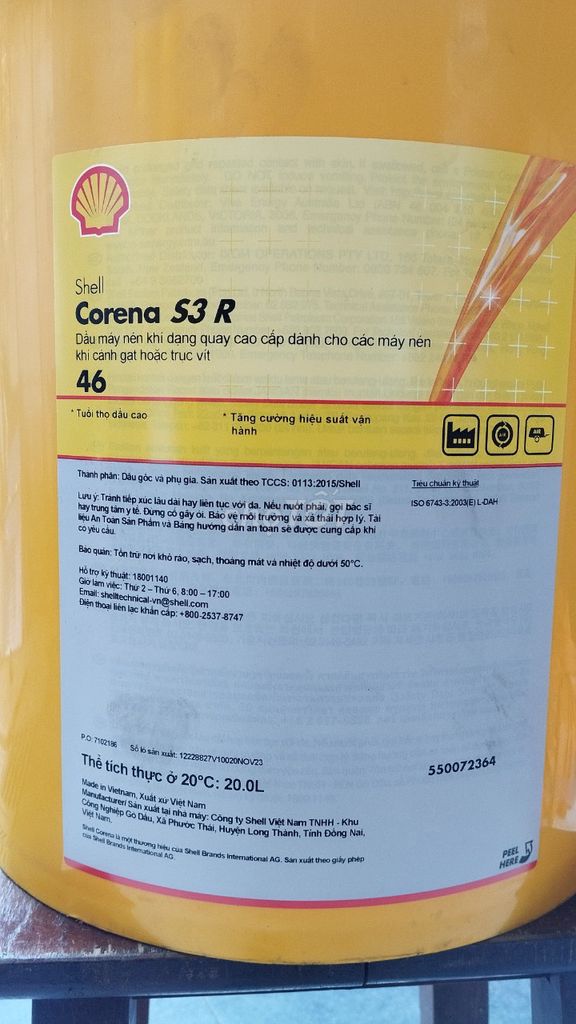 Shell
Corena S3 R
Dầu máy nén khí dạng quay cao cấp dành cho các máy nén
khí cánh gạt hoặc trục vít
46
* Tuổi thọ dầu cao
* Tăng cường hiệu suất vận
hành
AIR
Thành phần: Dầu gốc và phụ gia. Sản xuất theo TCCS: 0113:2015/Shell
Lưu ý: Tránh tiếp xúc lâu dài hay liên tục với da. Nếu nuốt phải, gọi bác sĩ
hay trung tâm y tế. Đừng cố gây ói. Bảo vệ môi trường và xả thải hợp lý. Tài
liệu An Toàn Sản Phẩm và Bảng hướng dẫn an toàn sẽ được cung cấp khi
có yêu cầu.
Tiêu chuẩn kỹ thuật
ISO 6743-3:2003(E) L-DAH
Bảo quản: Tồn trữ nơi khô ráo, sạch, thoáng mát và nhiệt độ dưới 50°C.
Hỗ trợ kỹ thuật: 18001140
Giờ làm việc: Thứ 2 – Thứ 6, 8:00 – 17:00
Email: shelltechnical-vn@shell.com
Điện thoại liên lạc khẩn cấp: +800-2537-8747
P.O: 7102186 Số lô sản xuất: 12228827V10020NOV23
Thể tích thực ở 20°C: 20.0L
550072364
Made in Vietnam, Xuất xứ Việt Nam
Manufacturer/ Sản xuất tại nhà máy: Công ty Shell Việt Nam TNHH - Khu
Công Nghiệp Gò Dầu, Xã Phước Thái, Huyện Long Thành, Tỉnh Đồng Nai,
Việt Nam.
Shell Corena là một thương hiệu của Shell Brands International AG. Sản xuất theo giấy phép
của Shell Brands International AG.
PEEL
HERE